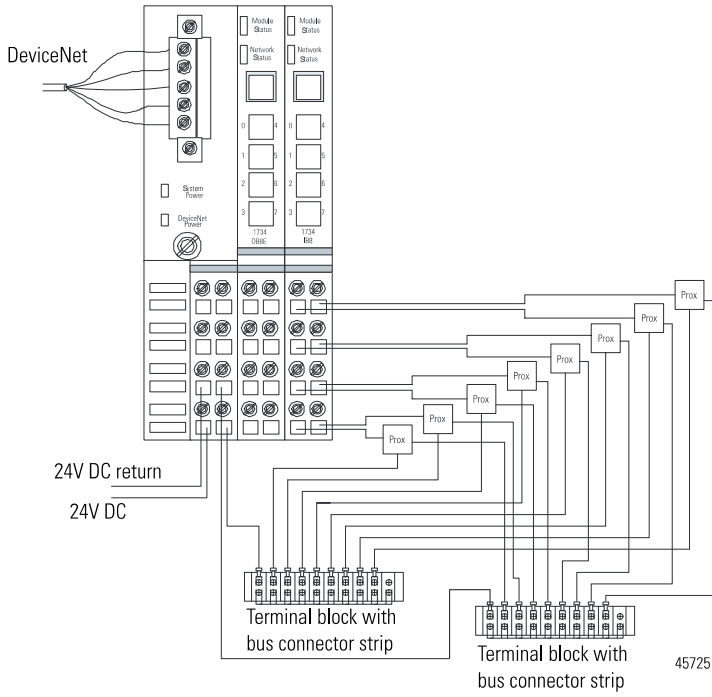 DeviceNet
Module
Status
Module
Status
Network
Status
Network
Status
0 4
0 4
1 5
1 5
2 6
2 6
3 7
3 7
System
Power
DeviceNet
Power
1734
OB8E
1734
IB8
Prox
Prox
Prox
Prox
Prox
Prox
Prox
Prox
24V DC return
24V DC
Terminal block with
bus connector strip
Terminal block with
bus connector strip
45725